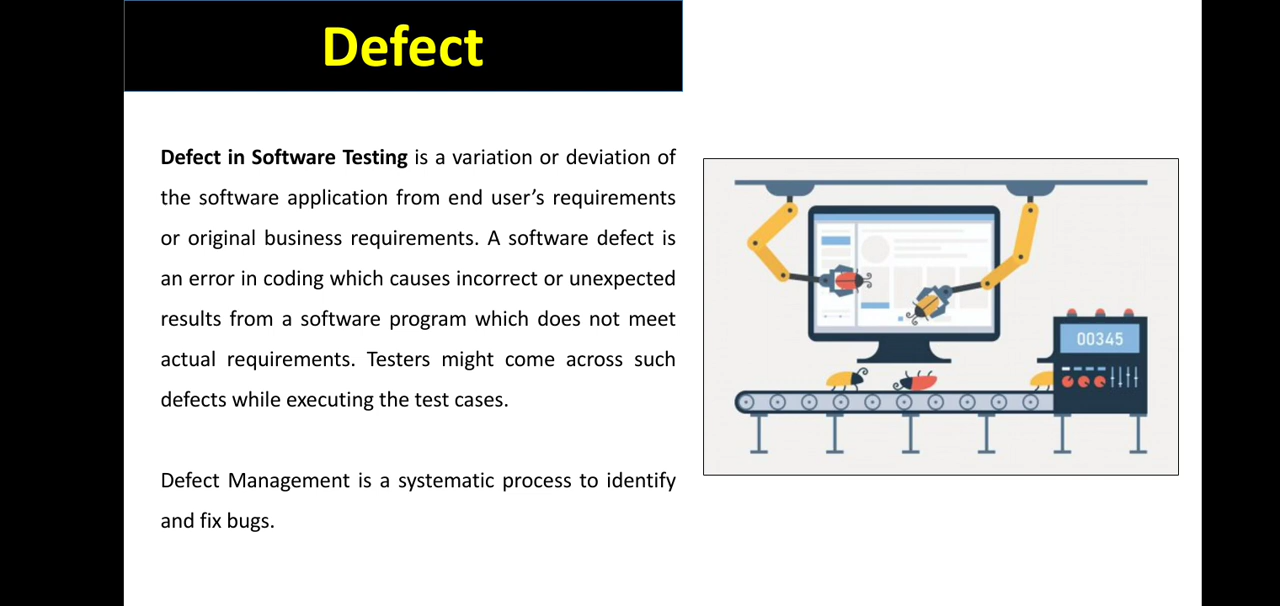 Defect
Defect in Software Testing is a variation or deviation of
the software application from end user’s requirements
or original business requirements. A software defect is
an error in coding which causes incorrect or unexpected
results from a software program which does not meet
actual requirements. Testers might come across such
defects while executing the test cases.
Defect Management is a systematic process to identify
and fix bugs.
00345